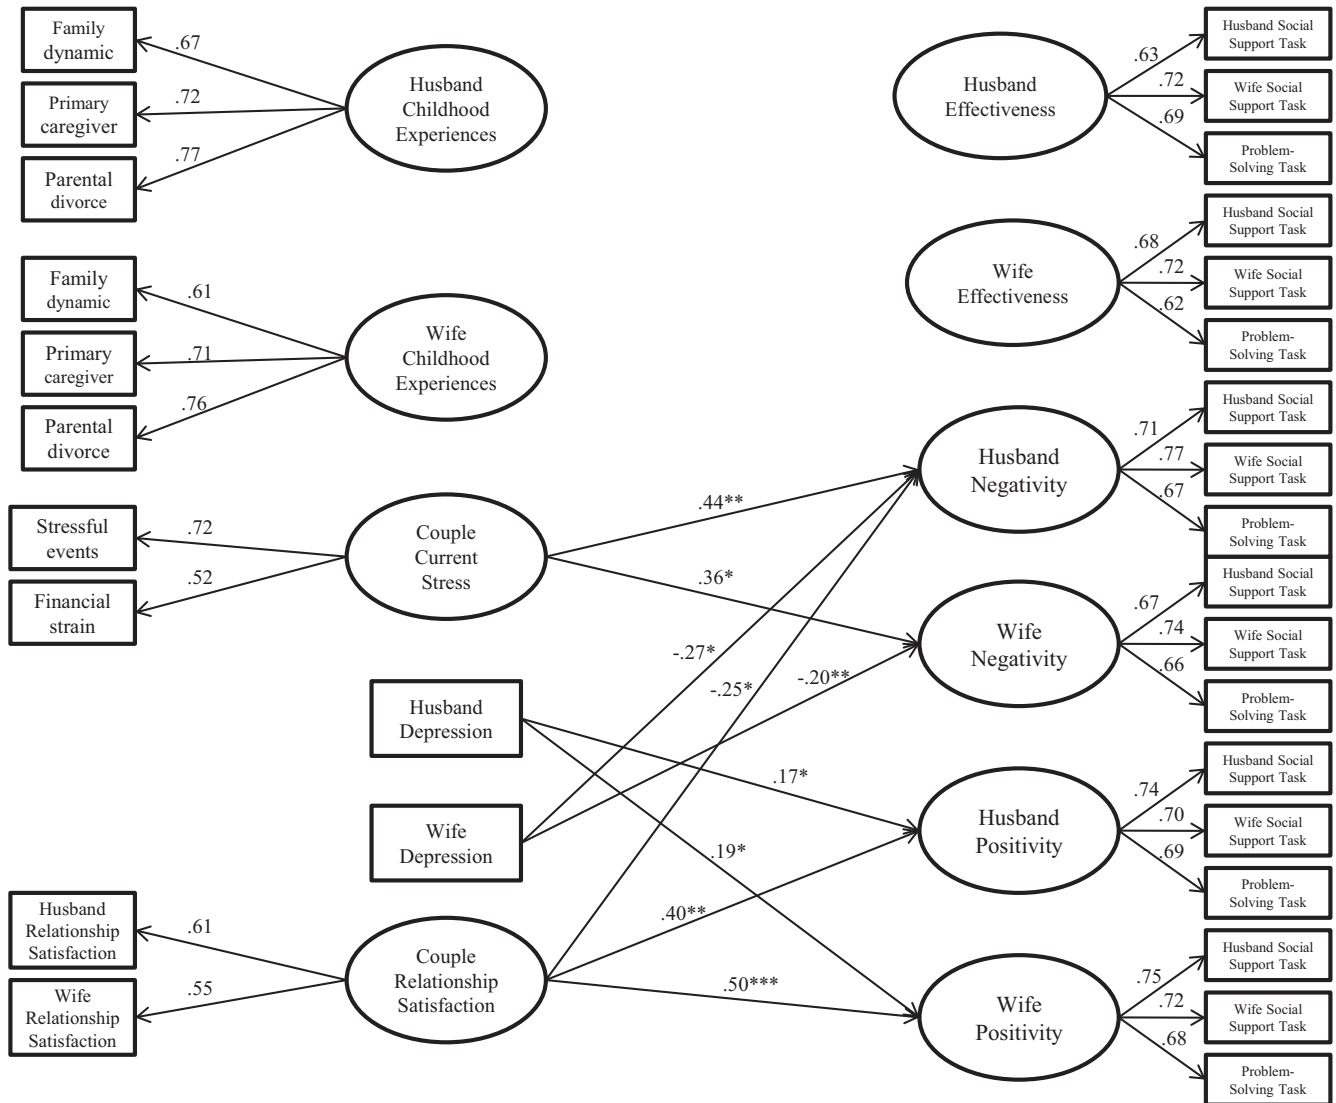 Family
dynamic
Primary
caregiver
Parental
divorce
.67
.72
.77
Husband
Childhood
Experiences
Family
dynamic
Primary
caregiver
Parental
divorce
.61
.71
.76
Wife
Childhood
Experiences
Stressful
events
Financial
strain
.72
.52
Couple
Current
Stress
Husband
Depression
Wife
Depression
Husband
Relationship
Satisfaction
Wife
Relationship
Satisfaction
.61
.55
Couple
Relationship
Satisfaction
.44**
.36*
-.27*
-.25*
-.20**
.17*
.19*
.40**
.50***
Husband
Effectiveness
.63
.72
.69
Husband Social
Support Task
Wife Social
Support Task
Problem-
Solving Task
Wife
Effectiveness
.68
.72
.62
Husband Social
Support Task
Wife Social
Support Task
Problem-
Solving Task
Husband
Negativity
.71
.77
.67
Husband Social
Support Task
Wife Social
Support Task
Problem-
Solving Task
Wife
Negativity
.67
.74
.66
Husband Social
Support Task
Wife Social
Support Task
Problem-
Solving Task
Husband
Positivity
.74
.70
.69
Husband Social
Support Task
Wife Social
Support Task
Problem-
Solving Task
Wife
Positivity
.75
.72
.68
Husband Social
Support Task
Wife Social
Support Task
Problem-
Solving Task